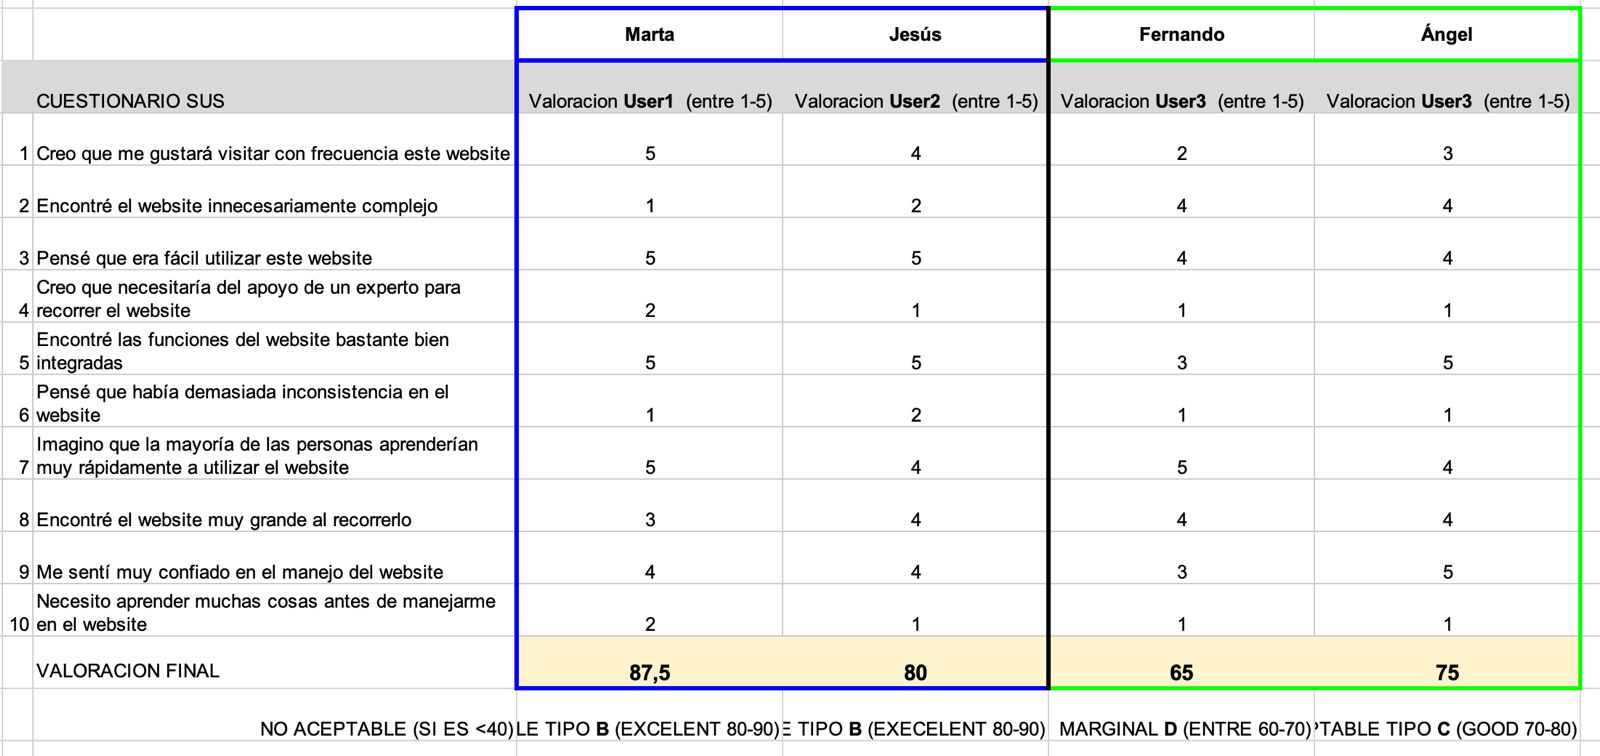 Marta Jesús Fernando Ángel
CUESTIONARIO SUS Valoracion User1 (entre 1-5) Valoracion User2 (entre 1-5) Valoracion User3 (entre 1-5) Valoracion User3 (entre 1-5)
1 Creo que me gustará visitar con frecuencia este website 5 4 2 3
2 Encontré el website innecesariamente complejo 1 2 4 4
3 Pensé que era fácil utilizar este website 5 5 4 4
Creo que necesitaría del apoyo de un experto para
4 recorrer el website 2 1 1 1
Encontré las funciones del website bastante bien
5 integradas 5 5 3 5
Pensé que había demasiada inconsistencia en el
6 website 1 2 1 1
Imagino que la mayoría de las personas aprenderían
7 muy rápidamente a utilizar el website 5 4 5 4
8 Encontré el website muy grande al recorrerlo 3 4 4 4
9 Me sentí muy confiado en el manejo del website 4 4 3 5
Necesito aprender muchas cosas antes de manejarme
10 en el website 2 1 1 1
VALORACION FINAL 87,5 80 65 75
NO ACEPTABLE (SI ES <40) LE TIPO B (EXCELENT 80-90) E TIPO B (EXECELENT 80-90) MARGINAL D (ENTRE 60-70) PTABLE TIPO C (GOOD 70-80)